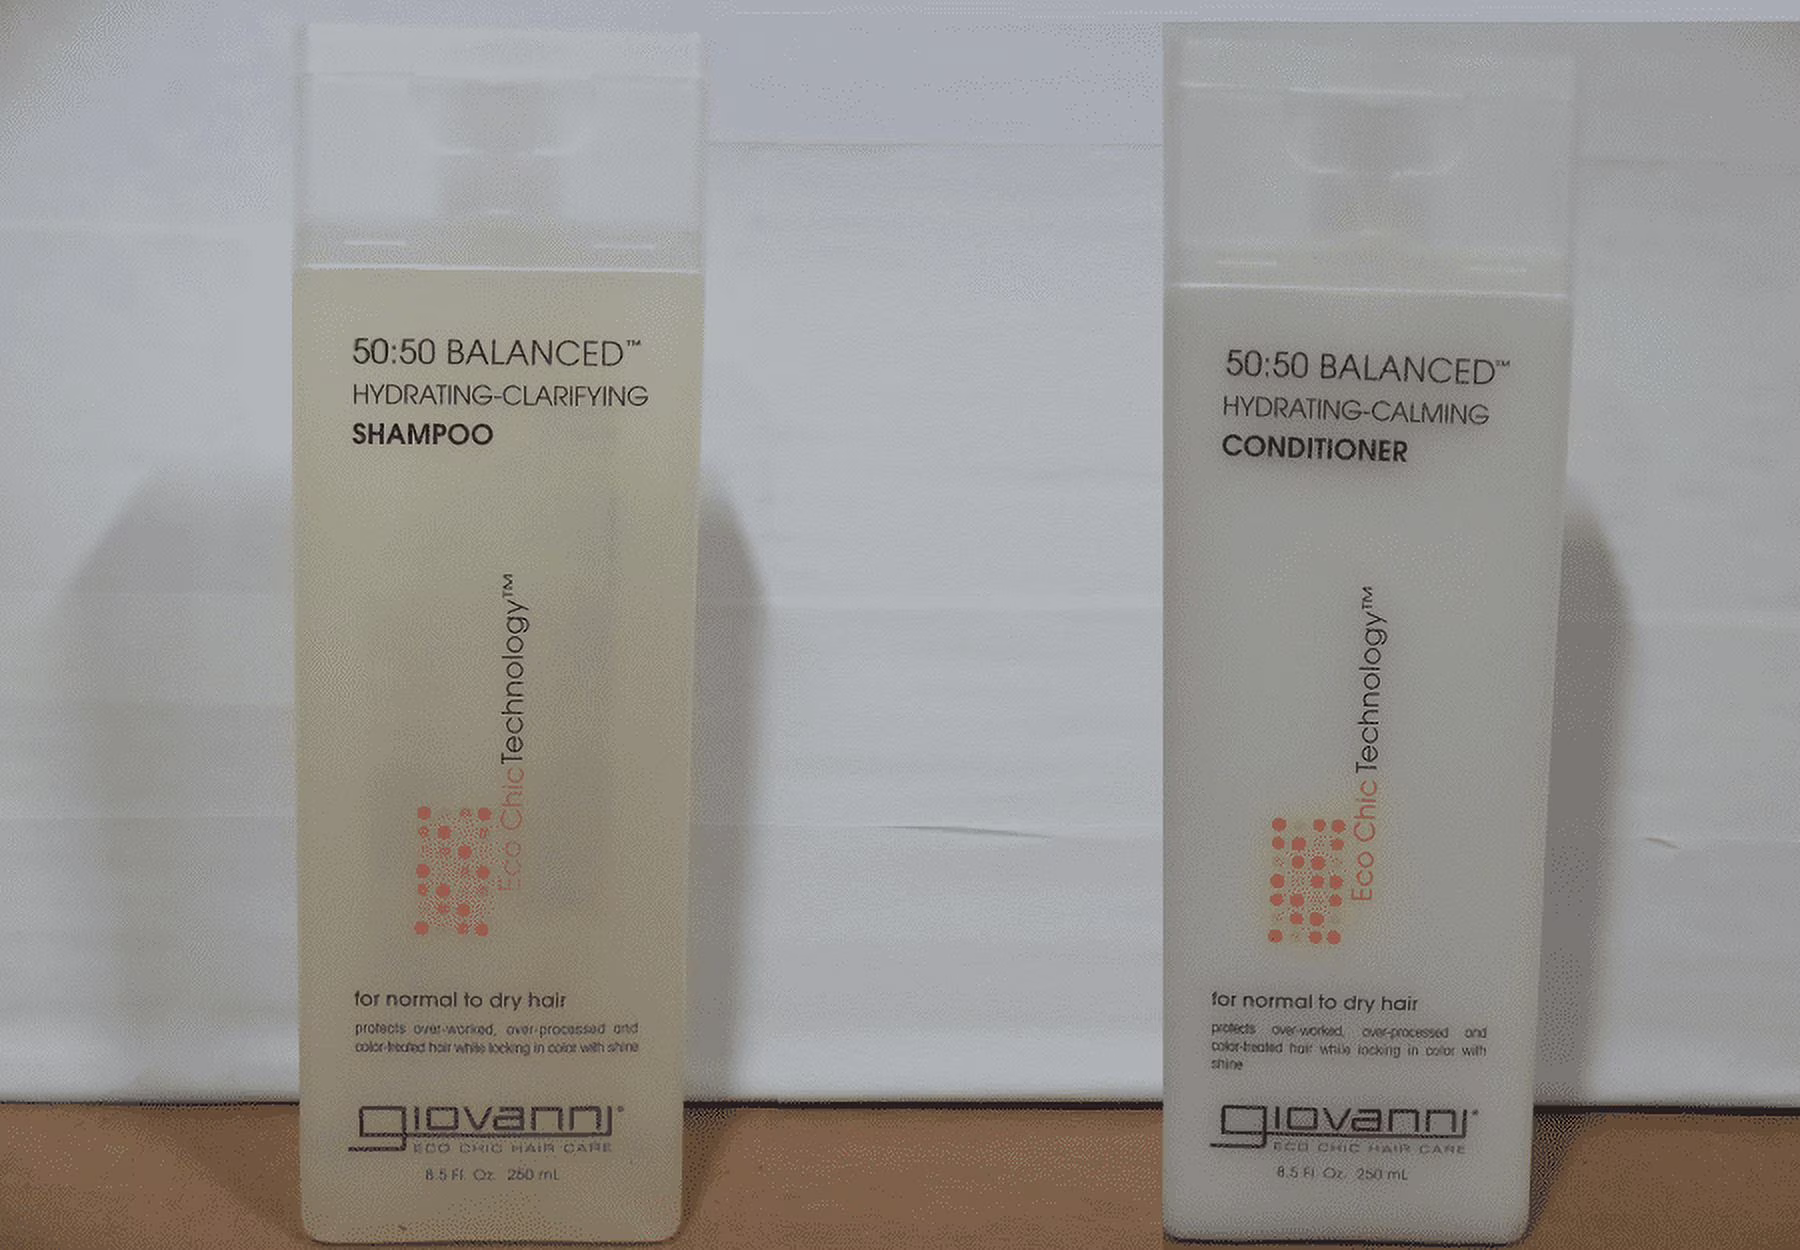 50:50 BALANCED™
HYDRATING-CLARIFYING
SHAMPOO
Eco ChicTechnology™
for normal to dry hair
protects over-worked, over-processed and
color-treated hair while locking in color with shine
giovanni®
ECO CHIC HAIR CARE
8.5 Fl. Oz. 250 mL
50:50 BALANCED™
HYDRATING-CALMING
CONDITIONER
Eco ChicTechnology™
for normal to dry hair
protects over-worked, over-processed and
color-treated hair while locking in color with
shine
giovanni®
ECO CHIC HAIR CARE
8.5 Fl. Oz. 250 mL